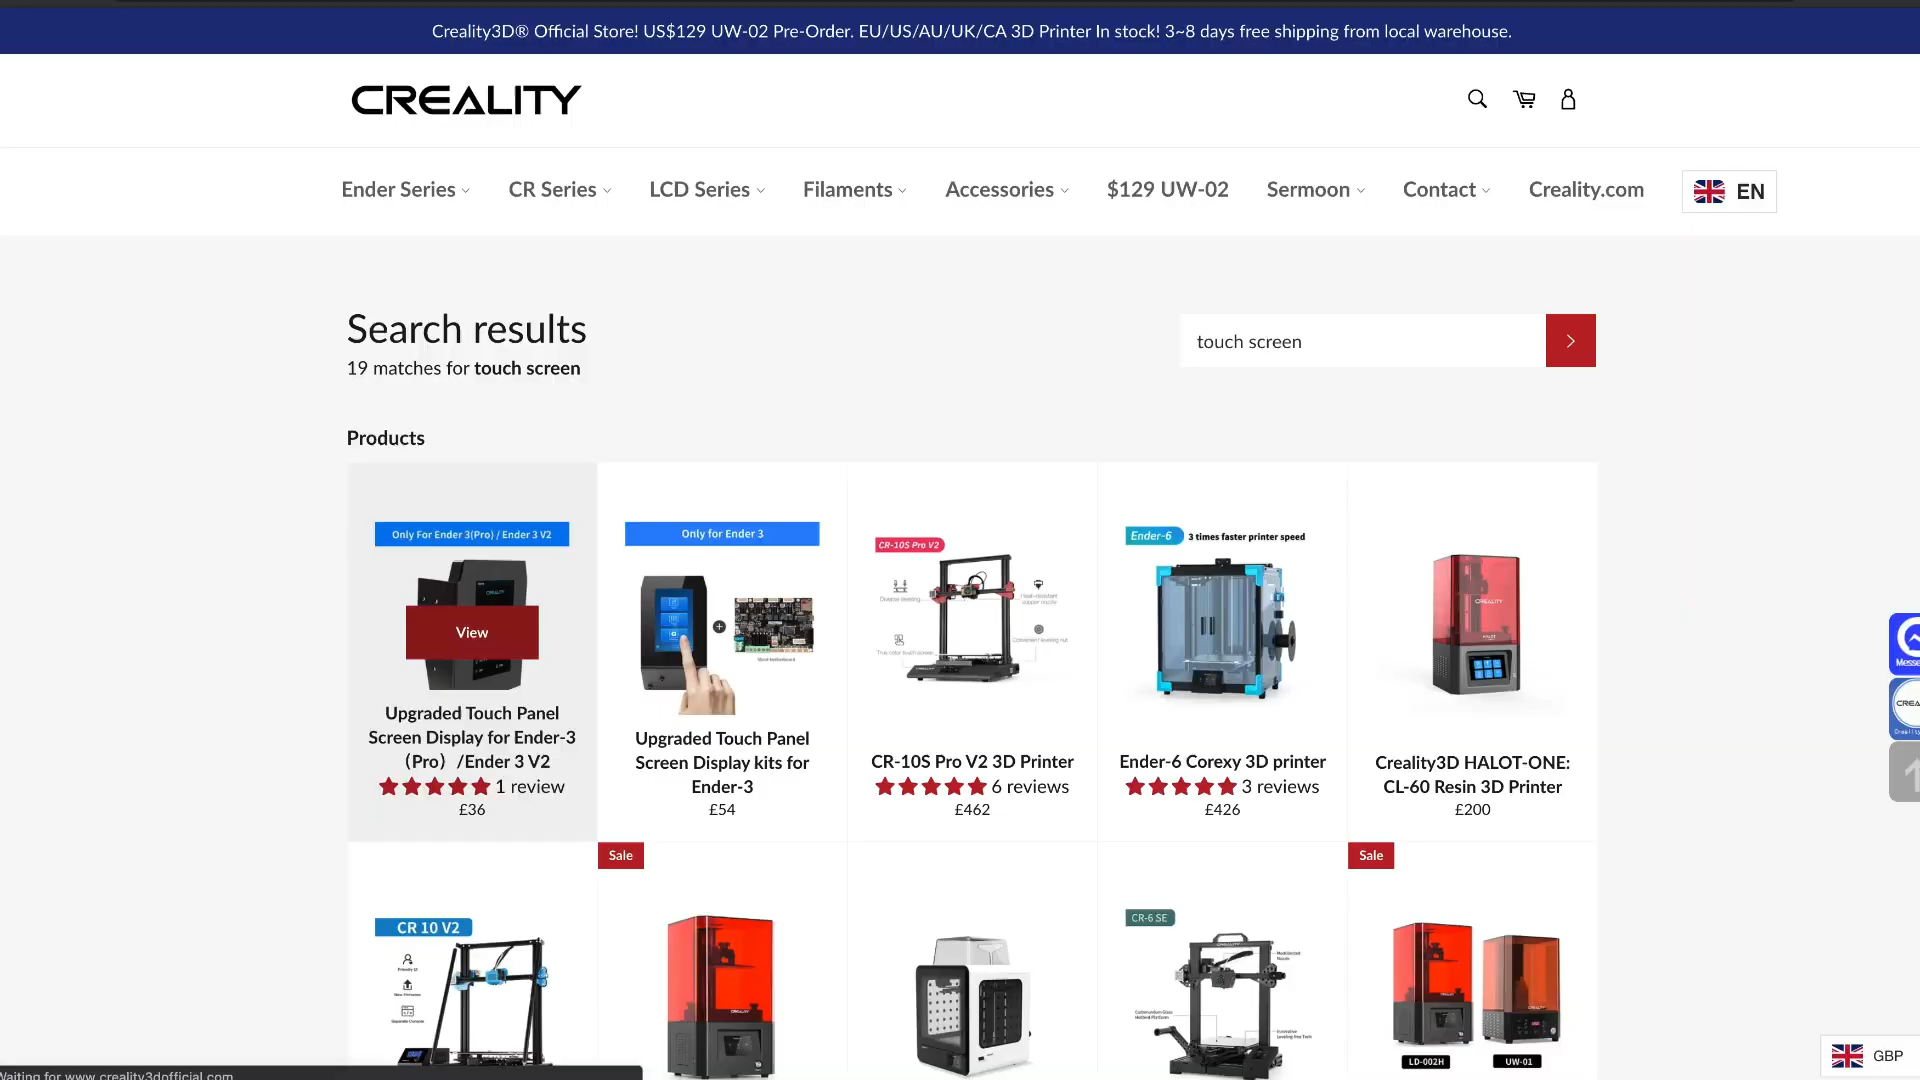 Creality3D® Official Store! US$129 UW-02 Pre-Order. EU/US/AU/UK/CA 3D Printer In stock! 3~8 days free shipping from local warehouse.
CREALITY
Ender Series
CR Series
LCD Series
Filaments
Accessories
$129 UW-02
Sermoon
Contact
Creality.com
EN
Search results
19 matches for touch screen
touch screen
Products
Only For Ender 3(Pro) / Ender 3 V2
View
Upgraded Touch Panel
Screen Display for Ender-3
（Pro）/Ender 3 V2
1 review
£36
Only for Ender 3
Upgraded Touch Panel
Screen Display kits for
Ender-3
£54
CR-10S Pro V2
CR-10S Pro V2 3D Printer
6 reviews
£462
Ender-6
3 times faster printer speed
Ender-6 Corexy 3D printer
3 reviews
£426
CREALITY
Creality3D HALOT-ONE:
CL-60 Resin 3D Printer
£200
CR 10 V2
Sale
CREALITY
CR-6 SE
CREALITY
Sale
LD-002H
UW-01
Waiting for www.creality3dofficial.com
GBP